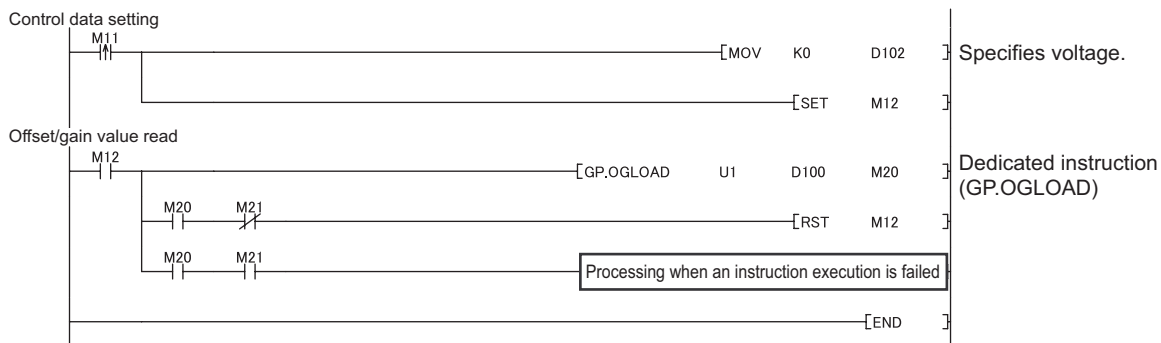 Control data setting
M11
MOV K0 D102
Specifies voltage.
SET M12
Offset/gain value read
M12
GP.OGLOAD U1 D100 M20
Dedicated instruction
(GP.OGLOAD)
M20 M21
RST M12
M20 M21
Processing when an instruction execution is failed
END